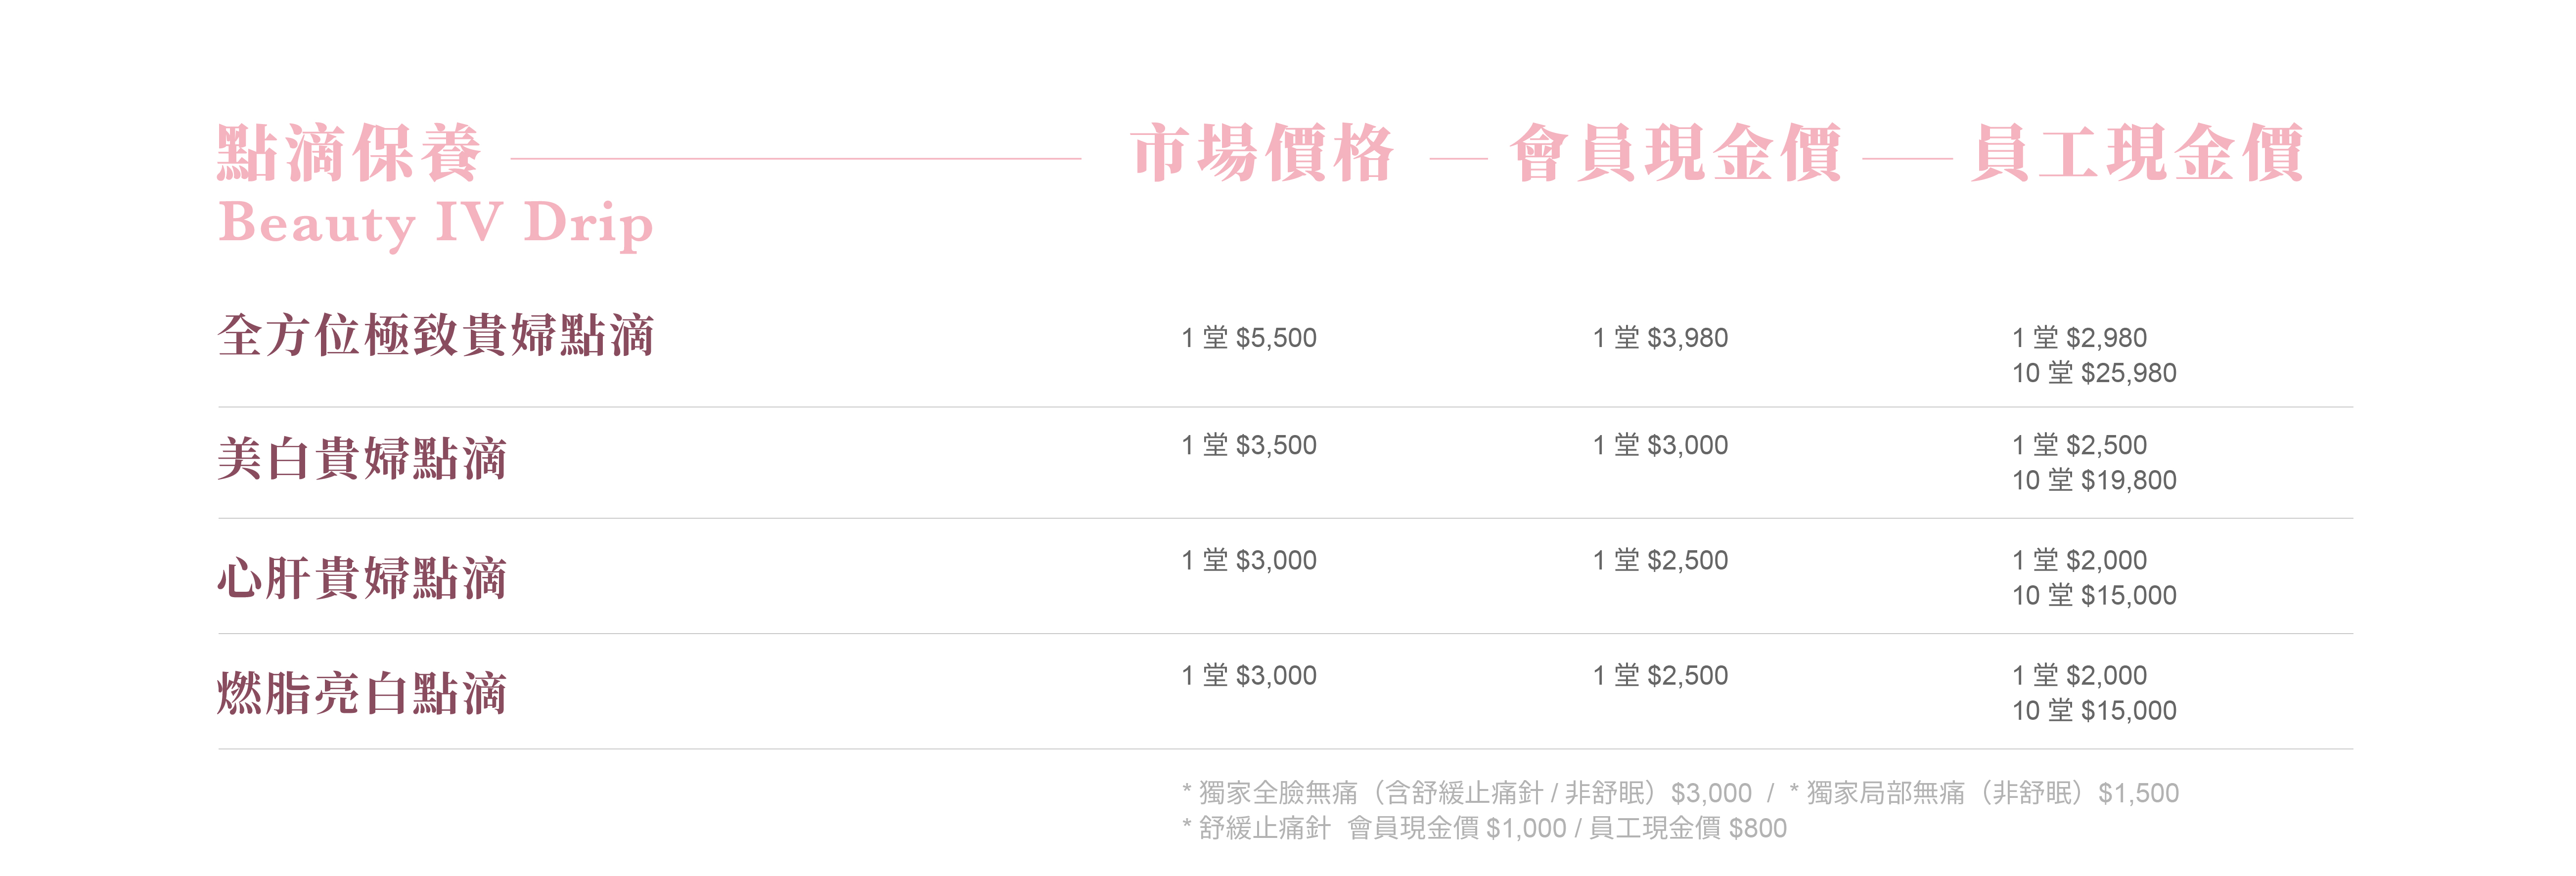 點滴保養 市場價格 會員現金價 員工現金價
Beauty IV Drip
全方位極致貴婦點滴 1 堂 $5,500 1 堂 $3,980 1 堂 $2,980
10 堂 $25,980
美白貴婦點滴 1 堂 $3,500 1 堂 $3,000 1 堂 $2,500
10 堂 $19,800
心肝貴婦點滴 1 堂 $3,000 1 堂 $2,500 1 堂 $2,000
10 堂 $15,000
燃脂亮白點滴 1 堂 $3,000 1 堂 $2,500 1 堂 $2,000
10 堂 $15,000
* 獨家全臉無痛（含舒緩止痛針 / 非舒眠）$3,000 / * 獨家局部無痛（非舒眠）$1,500
* 舒緩止痛針 會員現金價 $1,000 / 員工現金價 $800